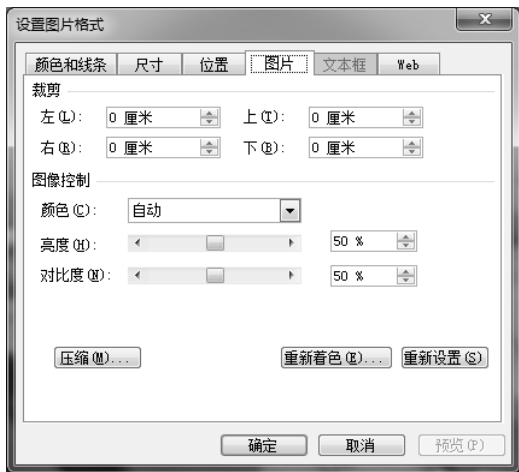 设置图片格式
颜色和线条 尺寸 位置 图片 文本框 Web
裁剪
左(L): 0 厘米 上(T): 0 厘米
右(R): 0 厘米 下(B): 0 厘米
图像控制
颜色(C): 自动
亮度(H): 50 %
对比度(N): 50 %
压缩(M)... 重新着色(E)... 重新设置(S)
确定 取消 预览(P)